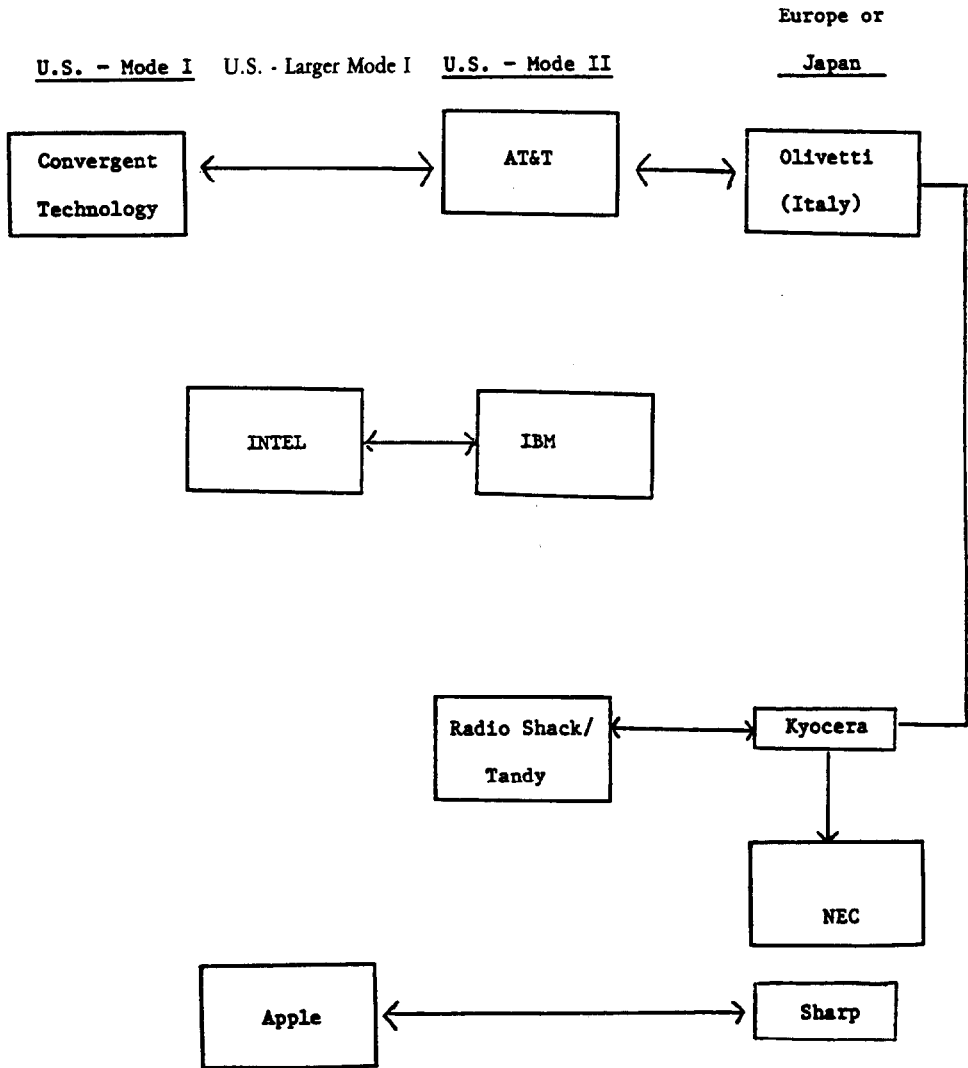 Europe or
U.S. - Mode I U.S. - Larger Mode I U.S. - Mode II Japan
Convergent
Technology
AT&T
Olivetti
(Italy)
INTEL
IBM
Radio Shack/
Tandy
Kyocera
NEC
Apple
Sharp